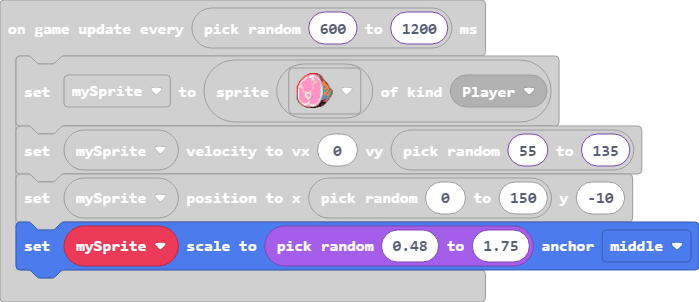 on game update every pick random 600 to 1200 ms
set mySprite to sprite of kind Player
set mySprite velocity to vx 0 vy pick random 55 to 135
set mySprite position to x pick random 0 to 150 y -10
set mySprite scale to pick random 0.48 to 1.75 anchor middle